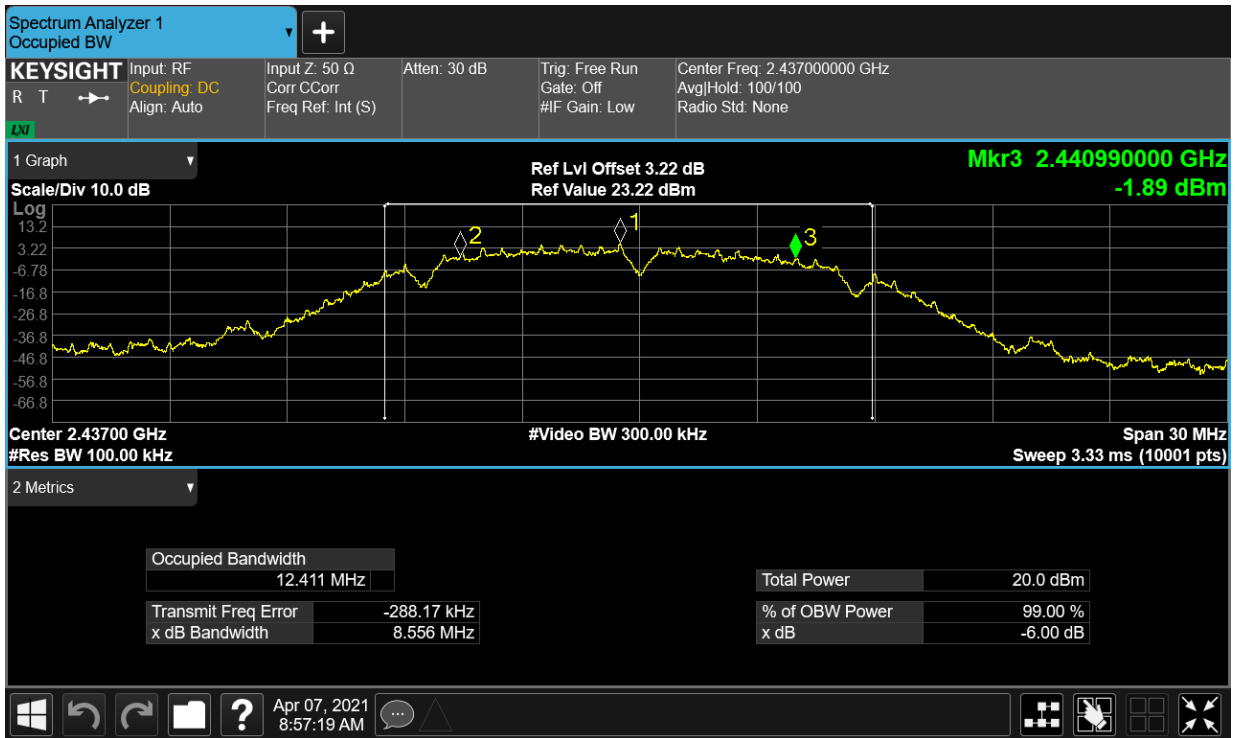 Spectrum Analyzer 1
Occupied BW
KEYSIGHT
R T
LXI
Input: RF
Coupling: DC
Align: Auto
Input Z: 50 Ω
Corr CCorr
Freq Ref: Int (S)
Atten: 30 dB
Trig: Free Run
Gate: Off
#IF Gain: Low
Center Freq: 2.437000000 GHz
Avg|Hold: 100/100
Radio Std: None
1 Graph
Scale/Div 10.0 dB
Ref Lvl Offset 3.22 dB
Ref Value 23.22 dBm
Mkr3 2.440990000 GHz
-1.89 dBm
Log
13.2
3.22
-6.78
-16.8
-26.8
-36.8
-46.8
-56.8
-66.8
2
1
3
Center 2.43700 GHz
#Res BW 100.00 kHz
#Video BW 300.00 kHz
Span 30 MHz
Sweep 3.33 ms (10001 pts)
2 Metrics
Occupied Bandwidth
12.411 MHz
Transmit Freq Error -288.17 kHz
x dB Bandwidth 8.556 MHz
Total Power 20.0 dBm
% of OBW Power 99.00 %
x dB -6.00 dB
?
Apr 07, 2021
8:57:19 AM